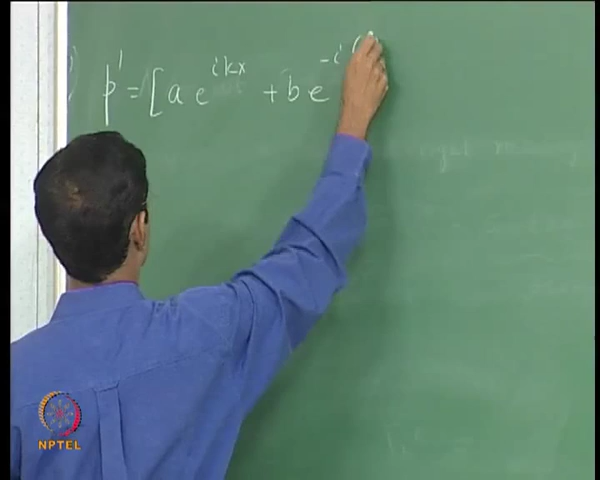 p' = [a e^{ikx} + b e^{-i(
NPTEL